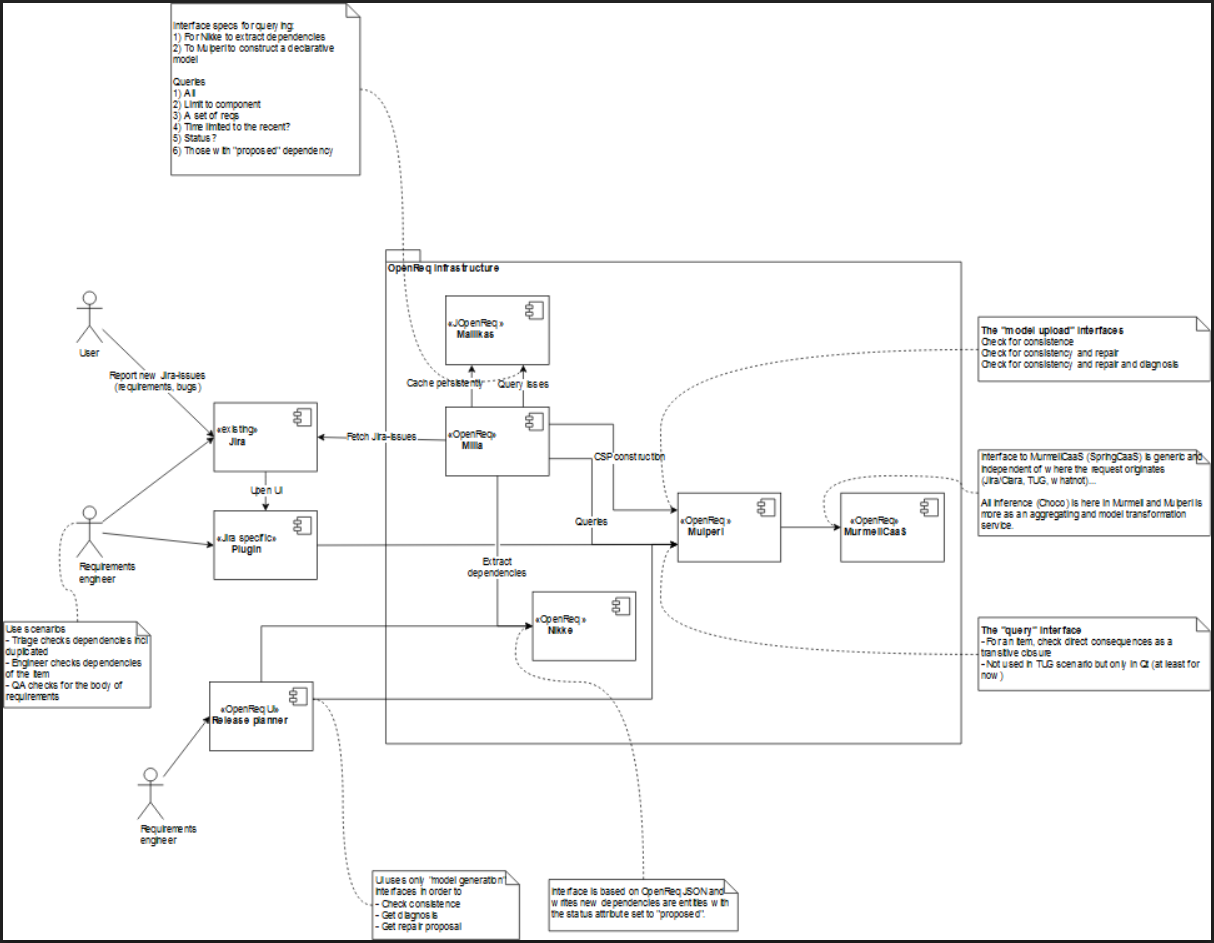 Interface specs for querying:
1) For Nikke to extract dependencies
2) To Mulperi to construct a declarative
model
Queries
1) All
2) Limit to component
3) A set of reqs
4) Time limited to the recent?
5) Status?
6) Those with "proposed" dependency
OpenReq infrastructure
«JOpenReq»
Mallikas
User
Report new Jira-issues
(requirements, bugs)
Cache persistently
Query isses
The "model upload" interfaces
Check for consistence
Check for consistency and repair
Check for consistency and repair and diagnosis
«existing»
Jira
Fetch Jira-issues
«OpenReq»
Milla
CSP construction
Interface to MurmeliCaaS (SpringCaaS) is generic and
independent of where the request originates
(Jira/Clara, TUG, whatnot)...
All inference (Choco) is here in Murmeli and Mulperi is
more as an aggregating and model transformation
service.
Open UI
Queries
«OpenReq»
Mulperi
«OpenReq»
MurmeliCaaS
«Jira specific»
Plugin
Requirements
engineer
Extract
dependencies
«OpenReq»
Nikke
Use scenarios
- Triage checks dependencies incl
duplicated
- Engineer checks dependencies
of the item
- QA checks for the body of
requirements
The "query" interface
- For an item, check direct consequences as a
transitive closure
- Not used in TUG scenario but only in Qt (at least for
now)
«OpenReq UI»
Release planner
Requirements
engineer
UI uses only "model generation"
interfaces in order to
- Check consistence
- Get diagnosis
- Get repair proposal
Interface is based on OpenReq JSON and
writes new dependencies are entities with
the status attribute set to "proposed".